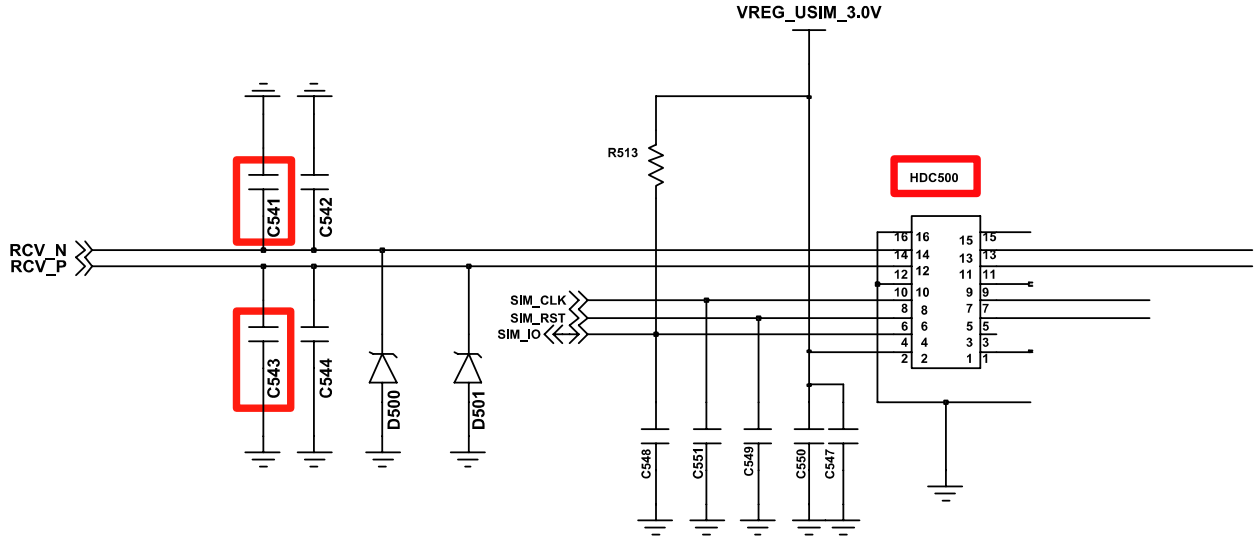 VREG_USIM_3.0V
R513
HDC500
C541
C542
RCV_N
RCV_P
16 16 15 15
14 14 13 13
12 12 11 11
10 10 9 9
8 8 7 7
6 6 5 5
4 4 3 3
2 2 1 1
SIM_CLK
SIM_RST
SIM_IO
C543
C544
D500
D501
C548
C551
C549
C550
C547